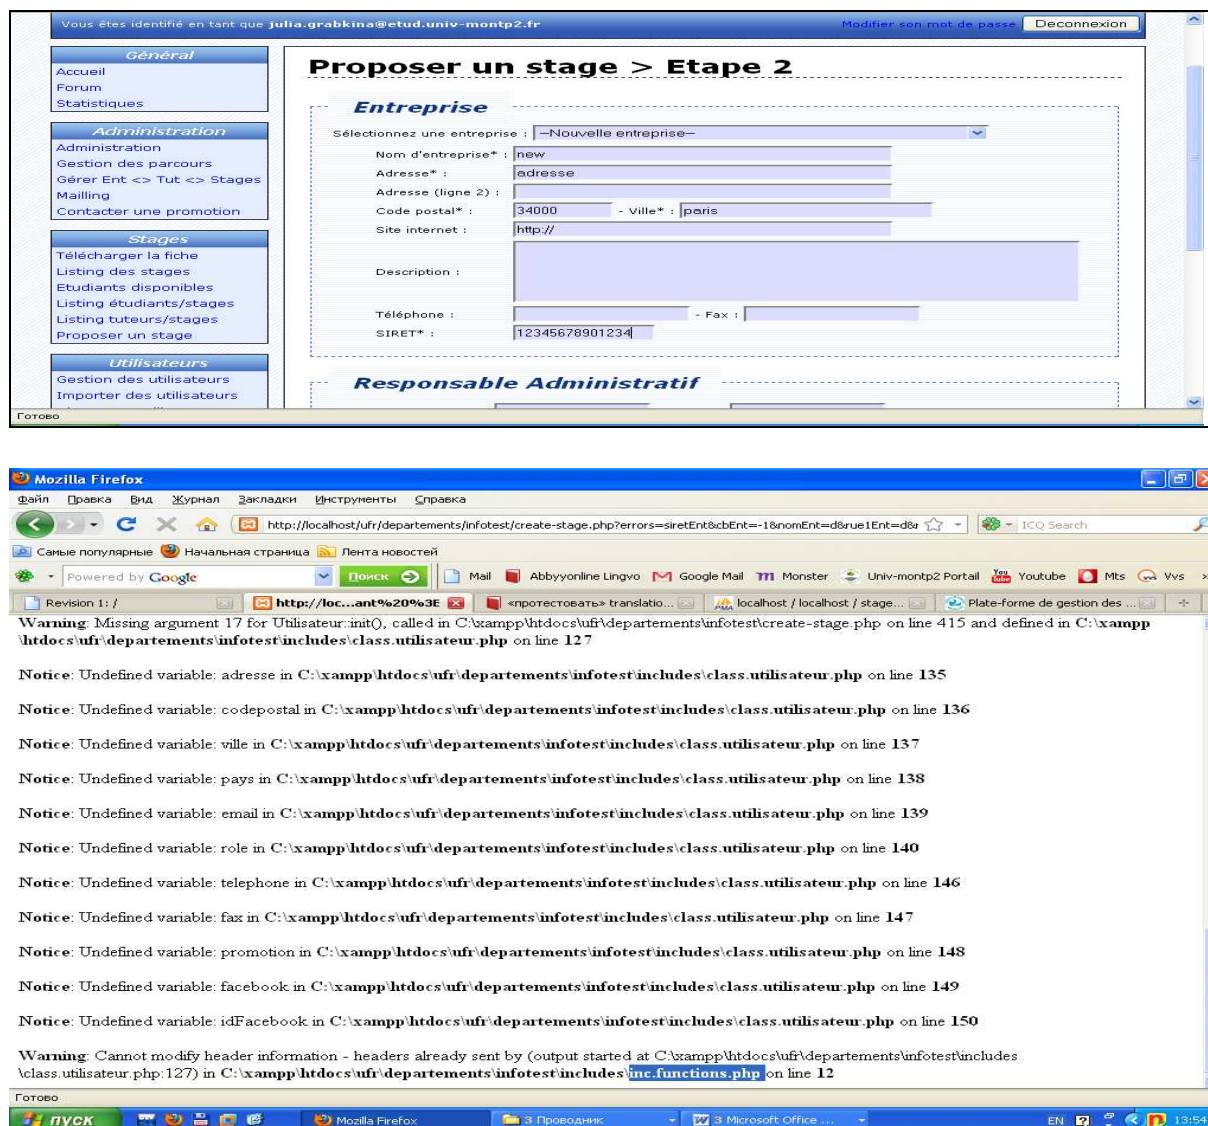 Vous êtes identifié en tant que julia.grabkina@etud.univ-montp2.fr Modifier son mot de passe Deconnexion
Général
Accueil
Forum
Statistiques
Administration
Administration
Gestion des parcours
Gérer Ent <> Tut <> Stages
Mailling
Contacter une promotion
Stages
Télécharger la fiche
Listing des stages
Etudiants disponibles
Listing étudiants/stages
Listing tuteurs/stages
Proposer un stage
Utilisateurs
Gestion des utilisateurs
Importer des utilisateurs
Proposer un stage > Etape 2
Entreprise
Sélectionnez une entreprise : --Nouvelle entreprise--
Nom d'entreprise* : new
Adresse* : adresse
Adresse (ligne 2) :
Code postal* : 34000 - Ville* : paris
Site internet : http://
Description :
Téléphone : - Fax :
SIRET* : 12345678901234
Responsable Administratif
Готово
Mozilla Firefox
Файл Правка Вид Журнал Закладки Инструменты Справка
http://localhost/ufr/departements/infotest/create-stage.php?errors=siretEnt&cbEnt=-1&nomEnt=d&rue1Ent=d&r ICQ Search
Самые популярные Начальная страница Лента новостей
Powered by Google Поиск Mail Abbyyonline Lingvo Google Mail Monster Univ-montp2 Portail Youtube Mts Vvs »
Revision 1: / http://loc...ant%20%3E «протестовать» translatio... localhost / localhost / stage... Plate-forme de gestion des ...
Warning: Missing argument 17 for Utilisateur::init(), called in C:\xampp\htdocs\ufr\departements\infotest\create-stage.php on line 415 and defined in C:\xampp
\htdocs\ufr\departements\infotest\includes\class.utilisateur.php on line 127
Notice: Undefined variable: adresse in C:\xampp\htdocs\ufr\departements\infotest\includes\class.utilisateur.php on line 135
Notice: Undefined variable: codepostal in C:\xampp\htdocs\ufr\departements\infotest\includes\class.utilisateur.php on line 136
Notice: Undefined variable: ville in C:\xampp\htdocs\ufr\departements\infotest\includes\class.utilisateur.php on line 137
Notice: Undefined variable: pays in C:\xampp\htdocs\ufr\departements\infotest\includes\class.utilisateur.php on line 138
Notice: Undefined variable: email in C:\xampp\htdocs\ufr\departements\infotest\includes\class.utilisateur.php on line 139
Notice: Undefined variable: role in C:\xampp\htdocs\ufr\departements\infotest\includes\class.utilisateur.php on line 140
Notice: Undefined variable: telephone in C:\xampp\htdocs\ufr\departements\infotest\includes\class.utilisateur.php on line 146
Notice: Undefined variable: fax in C:\xampp\htdocs\ufr\departements\infotest\includes\class.utilisateur.php on line 147
Notice: Undefined variable: promotion in C:\xampp\htdocs\ufr\departements\infotest\includes\class.utilisateur.php on line 148
Notice: Undefined variable: facebook in C:\xampp\htdocs\ufr\departements\infotest\includes\class.utilisateur.php on line 149
Notice: Undefined variable: idFacebook in C:\xampp\htdocs\ufr\departements\infotest\includes\class.utilisateur.php on line 150
Warning: Cannot modify header information - headers already sent by (output started at C:\xampp\htdocs\ufr\departements\infotest\includes
\class.utilisateur.php:127) in C:\xampp\htdocs\ufr\departements\infotest\includes\inc.functions.php on line 12
Готово
пуск Mozilla Firefox 3 Проводник 3 Microsoft Office ... EN 13:54